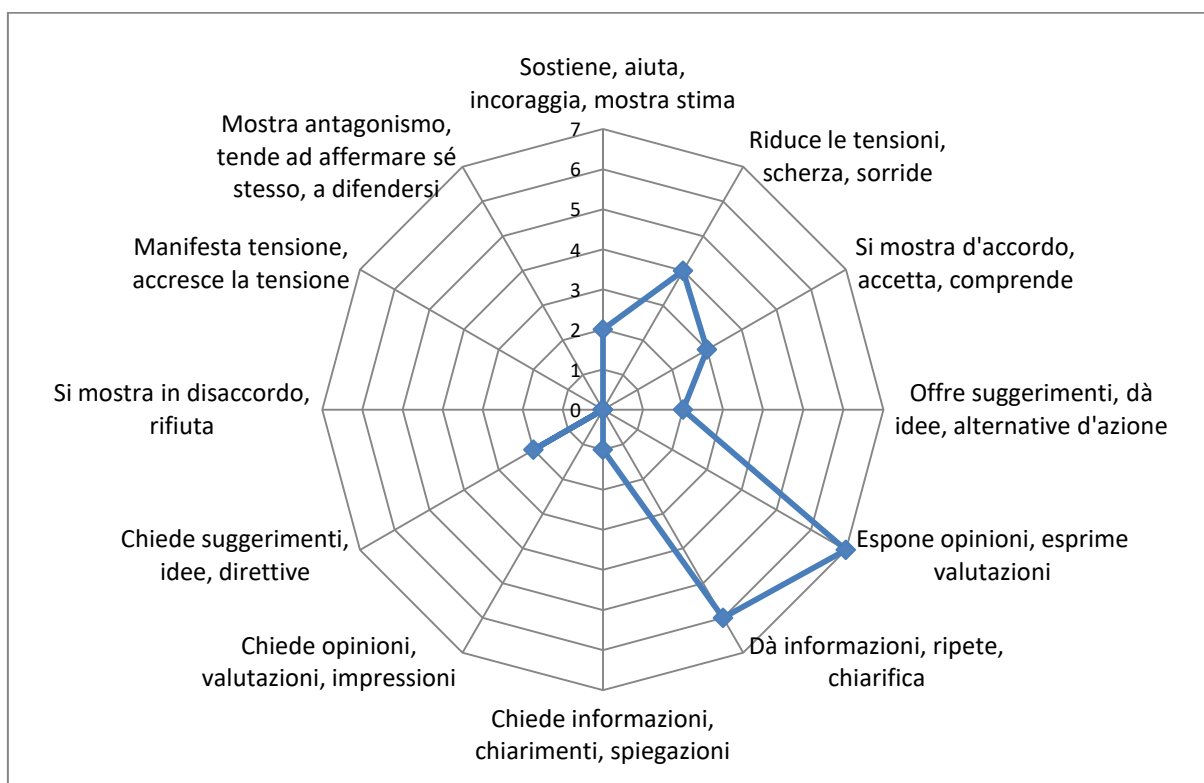 Sostiene, aiuta,
incoraggia, mostra stima
Riduce le tensioni,
scherza, sorride
Si mostra d'accordo,
accetta, comprende
Offre suggerimenti, dà
idee, alternative d'azione
Espone opinioni, esprime
valutazioni
Dà informazioni, ripete,
chiarifica
Chiede informazioni,
chiarimenti, spiegazioni
Chiede opinioni,
valutazioni, impressioni
Chiede suggerimenti,
idee, direttive
Si mostra in disaccordo,
rifiuta
Manifesta tensione,
accresce la tensione
Mostra antagonismo,
tende ad affermare sé
stesso, a difendersi
7
6
5
4
3
2
1
0